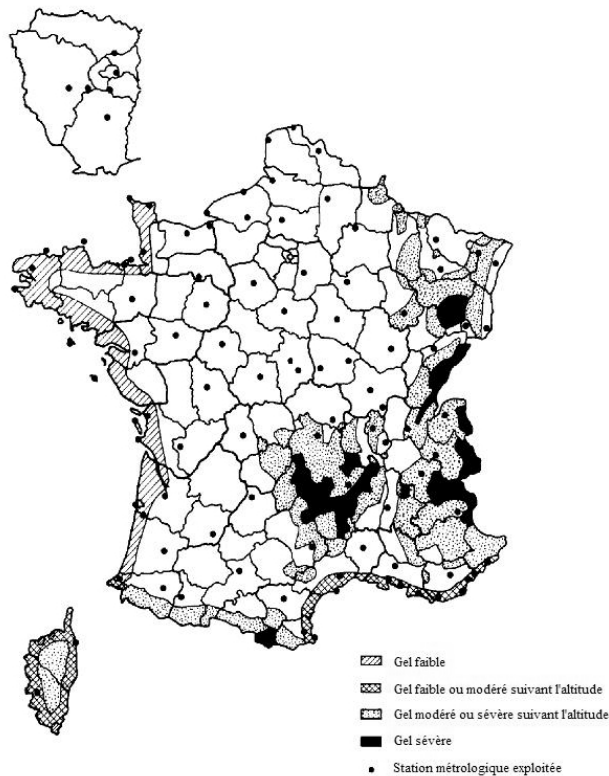 Gel faible
Gel faible ou modéré suivant l'altitude
Gel modéré ou sévère suivant l'altitude
Gel sévère
Station métrologique exploitée